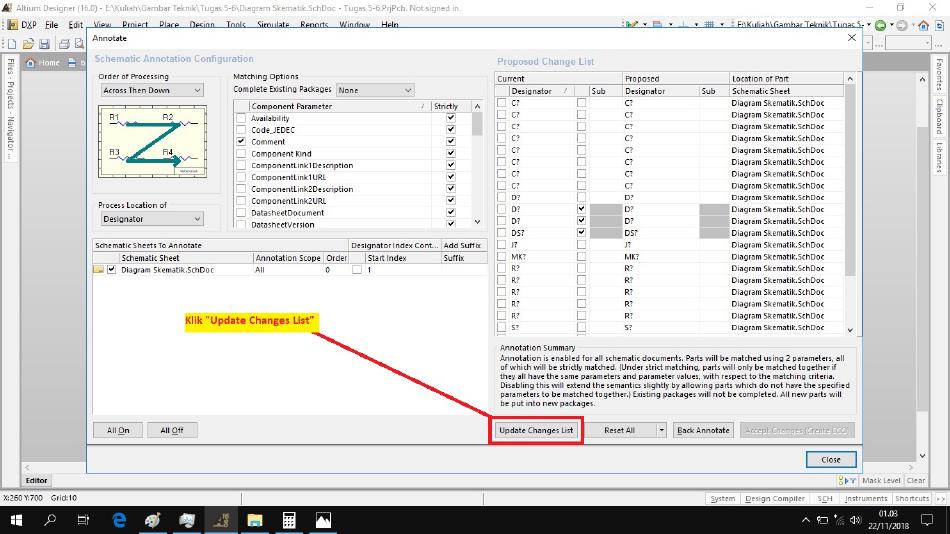 Altium Designer (16.0) - E:\Kuliah\Gambar Teknik\Tugas 5-6\Diagram Skematik.SchDoc - Tugas 5-6.PrjPcb. Not signed in.
DXP File Edit View Project Place Design Tools Simulate Reports Window Help E:\Kuliah\Gambar Teknik\Tugas 5-
Annotate
Home
Files - Projects - Navigator ...
Favorites Clipboard Libraries
Schematic Annotation Configuration
Order of Processing
Across Then Down
R1 R2
R3 R4
Process Location of
Designator
Matching Options
Complete Existing Packages None
Component Parameter Strictly
Availability
Code_JEDEC
Comment
Component Kind
ComponentLink1Description
ComponentLink1URL
ComponentLink2Description
ComponentLink2URL
DatasheetDocument
DatasheetVersion
Schematic Sheets To Annotate Designator Index Cont... Add Suffix
Schematic Sheet Annotation Scope Order Start Index Suffix
Diagram Skematik.SchDoc All 0 1
Klik "Update Changes List"
All On All Off
Proposed Change List
Current Proposed Location of Part
Designator Sub Designator Sub Schematic Sheet
C? C? Diagram Skematik.SchDoc
C? C? Diagram Skematik.SchDoc
C? C? Diagram Skematik.SchDoc
C? C? Diagram Skematik.SchDoc
C? C? Diagram Skematik.SchDoc
C? C? Diagram Skematik.SchDoc
C? C? Diagram Skematik.SchDoc
C? C? Diagram Skematik.SchDoc
D? D? Diagram Skematik.SchDoc
D? D? Diagram Skematik.SchDoc
D? D? Diagram Skematik.SchDoc
DS? DS? Diagram Skematik.SchDoc
J? J? Diagram Skematik.SchDoc
MK? MK? Diagram Skematik.SchDoc
R? R? Diagram Skematik.SchDoc
R? R? Diagram Skematik.SchDoc
R? R? Diagram Skematik.SchDoc
R? R? Diagram Skematik.SchDoc
R? R? Diagram Skematik.SchDoc
S? S? Diagram Skematik.SchDoc
Annotation Summary
Annotation is enabled for all schematic documents. Parts will be matched using 2 parameters, all
of which will be strictly matched. (Under strict matching, parts will only be matched together if
they all have the same parameters and parameter values, with respect to the matching criteria.
Disabling this will extend the semantics slightly by allowing parts which do not have the specified
parameters to be matched together.) Existing packages will not be completed. All new parts will
be put into new packages.
Update Changes List Reset All Back Annotate Accept Changes (Create ECO)
Close
Editor Mask Level Clear
X:260 Y:700 Grid:10 System Design Compiler SCH Instruments Shortcuts >>
01.03
22/11/2018